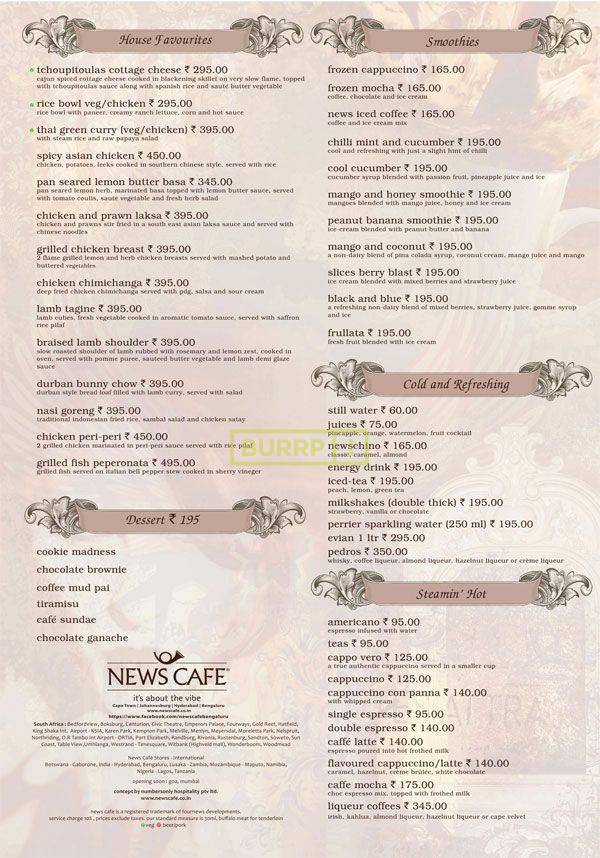 House Favourites
tchoupitoulas cottage cheese ₹ 295.00
cajun spiced cottage cheese cooked in blackening skillet on very slow flame, topped
with tchoupitoulas sauce along with spanish rice and sauté butter vegetable
rice bowl veg/chicken ₹ 295.00
rice bowl with paneer, creamy ranch lettuce, corn and hot sauce
thai green curry (veg/chicken) ₹ 395.00
with steam rice and raw papaya salad
spicy asian chicken ₹ 450.00
chicken, potatoes, leeks cooked in southern chinese style, served with rice
pan seared lemon butter basa ₹ 345.00
pan seared lemon herb, marinated basa topped with lemon butter sauce, served
with tomato coulis, saute vegetable and fresh herb salad
chicken and prawn laksa ₹ 395.00
chicken and prawns stir fried in a south east asian laksa sauce and served with
chinese noodles
grilled chicken breast ₹ 395.00
2 flame grilled lemon and herb chicken breasts served with mashed potato and
buttered vegetables
chicken chimichanga ₹ 395.00
deep fried chicken chimichanga served with pdg, salsa and sour cream
lamb tagine ₹ 395.00
lamb cubes, fresh vegetable cooked in aromatic tomato sauce, served with saffron
rice pilaf
braised lamb shoulder ₹ 395.00
slow roasted shoulder of lamb rubbed with rosemary and lemon zest, cooked in
oven, served with pomme puree, sauteed butter vegetable and lamb demi glaze
sauce
durban bunny chow ₹ 395.00
durban style bread loaf filled with lamb curry, served with salad
nasi goreng ₹ 395.00
traditional indonesian fried rice, sambal salad and chicken satay
chicken peri-peri ₹ 450.00
2 grilled chicken marinated in peri-peri sauce served with rice pilaf
grilled fish peperonata ₹ 495.00
grilled fish served on italian bell pepper stew cooked in sherry vinegar
Dessert ₹ 195
cookie madness
chocolate brownie
coffee mud pai
tiramisu
café sundae
chocolate ganache
NEWS CAFE®
it's about the vibe
Cape Town | Johannesburg | Hyderabad | Bengaluru
www.newscafe.co.in
https://www.facebook.com/newscafebengaluru
South Africa : Bedfordview, Boksburg, Centurion, Civic Theatre, Emperors Palace, Fourways, Gold Reef, Hatfield,
King Shaka Int. Airport - KSIA, Karen Park, Kempton Park, Melville, Menlyn, Meyersdal, Moreletta Park, Nelspruit,
Northriding, O.R Tambo Int Airport - ORTIA, Port Elizabeth, Randburg, Rivonia, Rustenburg, Sandton, Soweto, Sun
Coast, Table View,Umhlanga, Westrand - Timesquare, Witbank (Highveld mall), Wonderboom, Woodmead
News Café Stores - International
Botswana - Gaborone, India - Hyderabad, Bengaluru, Lusaka - Zambia, Mozambique - Maputo, Namibia,
Nigeria - Lagos, Tanzania
opening soon : goa, mumbai
concept by numbersonly hospitality pvt ltd.
www.newscafe.co.in
news cafe is a registered trademark of fournews developments.
service charge 10%, prices exclude taxes. our standard measure is 30ml, buffalo meat for tenderloin
veg beer/pork
Smoothies
frozen cappuccino ₹ 165.00
frozen mocha ₹ 165.00
coffee, chocolate and ice cream
news iced coffee ₹ 165.00
coffee and ice cream mix
chilli mint and cucumber ₹ 195.00
cool and refreshing with just a slight hint of chilli
cool cucumber ₹ 195.00
cucumber syrup blended with passion fruit, pineapple juice and ice
mango and honey smoothie ₹ 195.00
mangoes blended with mango juice, honey and ice cream
peanut banana smoothie ₹ 195.00
ice-cream blended with peanut butter and banana
mango and coconut ₹ 195.00
a non-dairy blend of pina colada syrup, coconut cream, mango juice and mango
slices berry blast ₹ 195.00
ice cream blended with mixed berries and strawberry juice
black and blue ₹ 195.00
a refreshing non-dairy blend of mixed berries, strawberry juice, gomme syrup
and ice
frullata ₹ 195.00
fresh fruit blended with ice cream
Cold and Refreshing
still water ₹ 60.00
juices ₹ 75.00
pineapple, orange, watermelon, fruit cocktail
newschino ₹ 165.00
classic, caramel, almond
energy drink ₹ 195.00
iced-tea ₹ 195.00
peach, lemon, green tea
milkshakes (double thick) ₹ 195.00
strawberry, vanilla or chocolate
perrier sparkling water (250 ml) ₹ 195.00
evian 1 ltr ₹ 295.00
pedros ₹ 350.00
whisky, coffee liqueur, almond liqueur, hazelnut liqueur or crème liqueur
Steamin' Hot
americano ₹ 95.00
espresso infused with water
teas ₹ 95.00
cappo vero ₹ 125.00
a true authentic cappuccino served in a smaller cup
cappuccino ₹ 125.00
cappuccino con panna ₹ 140.00
with whipped cream
single espresso ₹ 95.00
double espresso ₹ 140.00
caffé latte ₹ 140.00
espresso poured into hot frothed milk
flavoured cappuccino/latte ₹ 140.00
caramel, hazelnut, crème brûlée, white chocolate
caffe mocha ₹ 175.00
choc espresso mix, topped with frothed milk
liqueur coffees ₹ 345.00
irish, kahlua, almond liqueur, hazelnut liqueur or cape velvet
BURRP